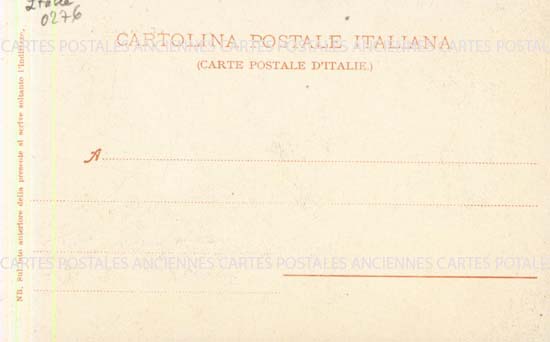 Italie
0276
CARTOLINA POSTALE ITALIANA
CARTES POSTALES ANCIENNES CARTES POSTALES ANCIENNES CARTES POSTALES
(CARTE POSTALE D'ITALIE.)
A
CARTES POSTALES ANCIENNES CARTES POSTALES ANCIENNES CARTES POTALES
NB. Sul lato anteriore della presente si scrive soltanto l'indirizzo.